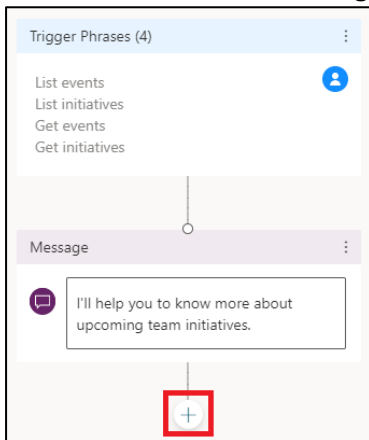 Trigger Phrases (4)
List events
List initiatives
Get events
Get initiatives
Message
I'll help you to know more about
upcoming team initiatives.